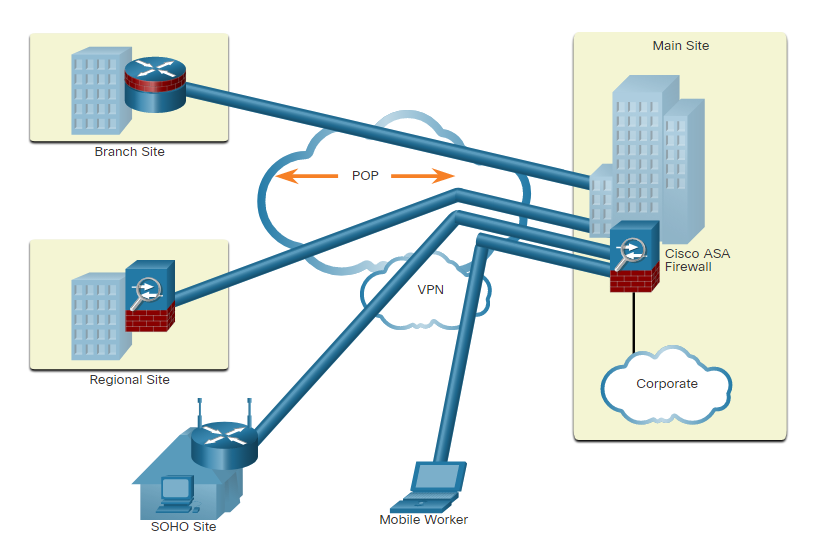 Main Site
Branch Site
POP
Cisco ASA
Firewall
VPN
Regional Site
Corporate
SOHO Site
Mobile Worker